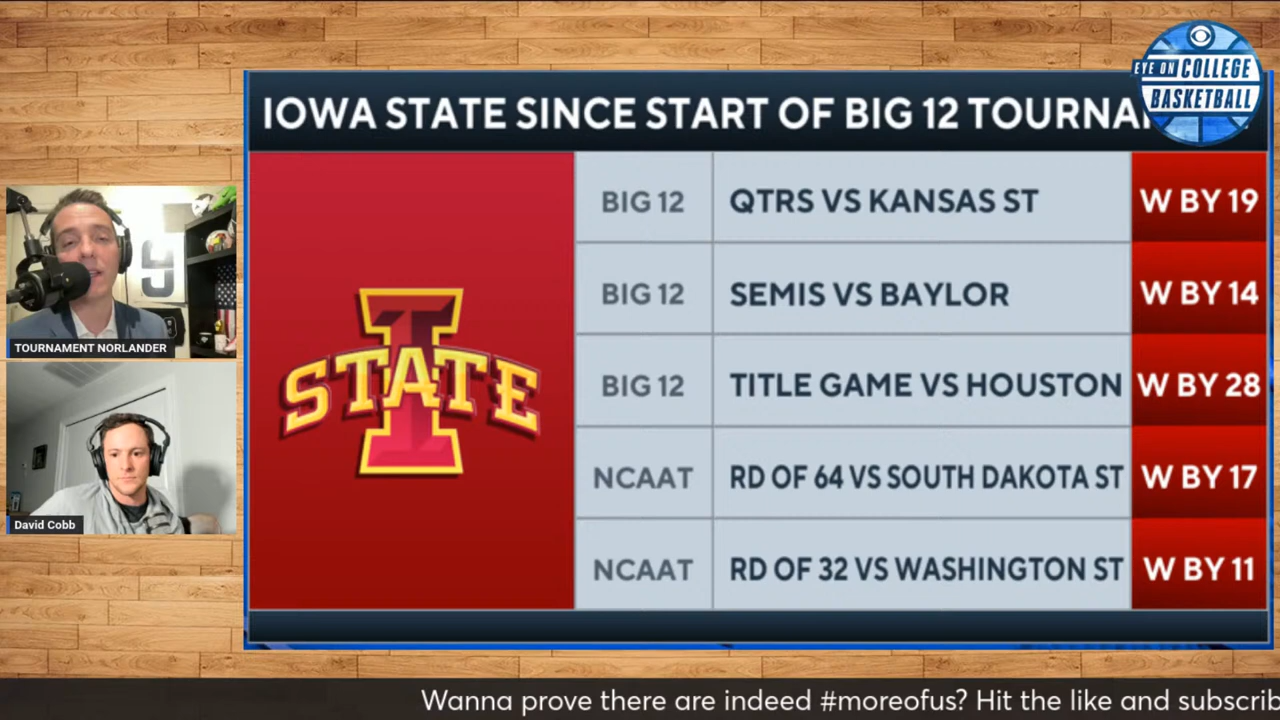 EYE ON COLLEGE
BASKETBALL
IOWA STATE SINCE START OF BIG 12
BIG 12 QTRS VS KANSAS ST W BY 19
BIG 12 SEMIS VS BAYLOR W BY 14
BIG 12 TITLE GAME VS HOUSTON W BY 28
NCAAT RD OF 64 VS SOUTH DAKOTA ST W BY 17
NCAAT RD OF 32 VS WASHINGTON ST W BY 11
I
STATE
TOURNAMENT NORLANDER
David Cobb
Wanna prove there are indeed #moreofus? Hit the like and